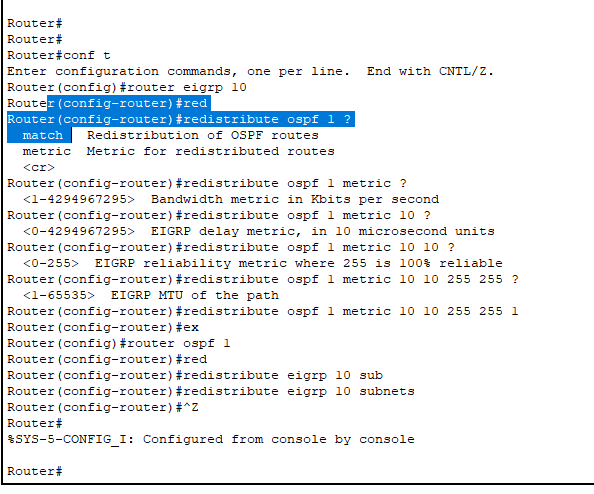 Router#
Router#
Router#conf t
Enter configuration commands, one per line.  End with CNTL/Z.
Router(config)#router eigrp 10
Router(config-router)#red
Router(config-router)#redistribute ospf 1 ?
  match   Redistribution of OSPF routes
  metric  Metric for redistributed routes
  <cr>
Router(config-router)#redistribute ospf 1 metric ?
  <1-4294967295>  Bandwidth metric in Kbits per second
Router(config-router)#redistribute ospf 1 metric 10 ?
  <0-4294967295>  EIGRP delay metric, in 10 microsecond units
Router(config-router)#redistribute ospf 1 metric 10 10 ?
  <0-255>  EIGRP reliability metric where 255 is 100% reliable
Router(config-router)#redistribute ospf 1 metric 10 10 255 255 ?
  <1-65535>  EIGRP MTU of the path
Router(config-router)#redistribute ospf 1 metric 10 10 255 255 1
Router(config-router)#ex
Router(config)#router ospf 1
Router(config-router)#red
Router(config-router)#redistribute eigrp 10 sub
Router(config-router)#redistribute eigrp 10 subnets
Router(config-router)#^Z
Router#
%SYS-5-CONFIG_I: Configured from console by console
Router#